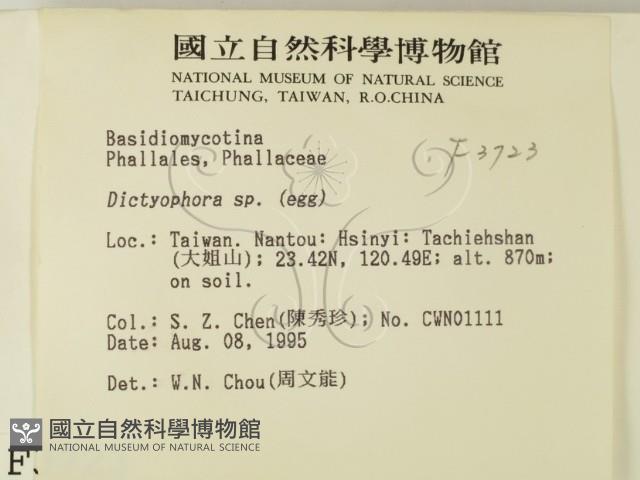 國立自然科學博物館
NATIONAL MUSEUM OF NATURAL SCIENCE
TAICHUNG, TAIWAN, R.O.CHINA
Basidiomycotina
Phallales, Phallaceae
F3723
Dictyophora sp. (egg)
Loc.: Taiwan. Nantou: Hsinyi: Tachiehshan
(大姐山); 23.42N, 120.49E; alt. 870m;
on soil.
Col.: S. Z. Chen(陳秀珍); No. CWN01111
Date: Aug. 08, 1995
Det.: W.N. Chou(周文能)
國立自然科學博物館
NATIONAL MUSEUM OF NATURAL SCIENCE